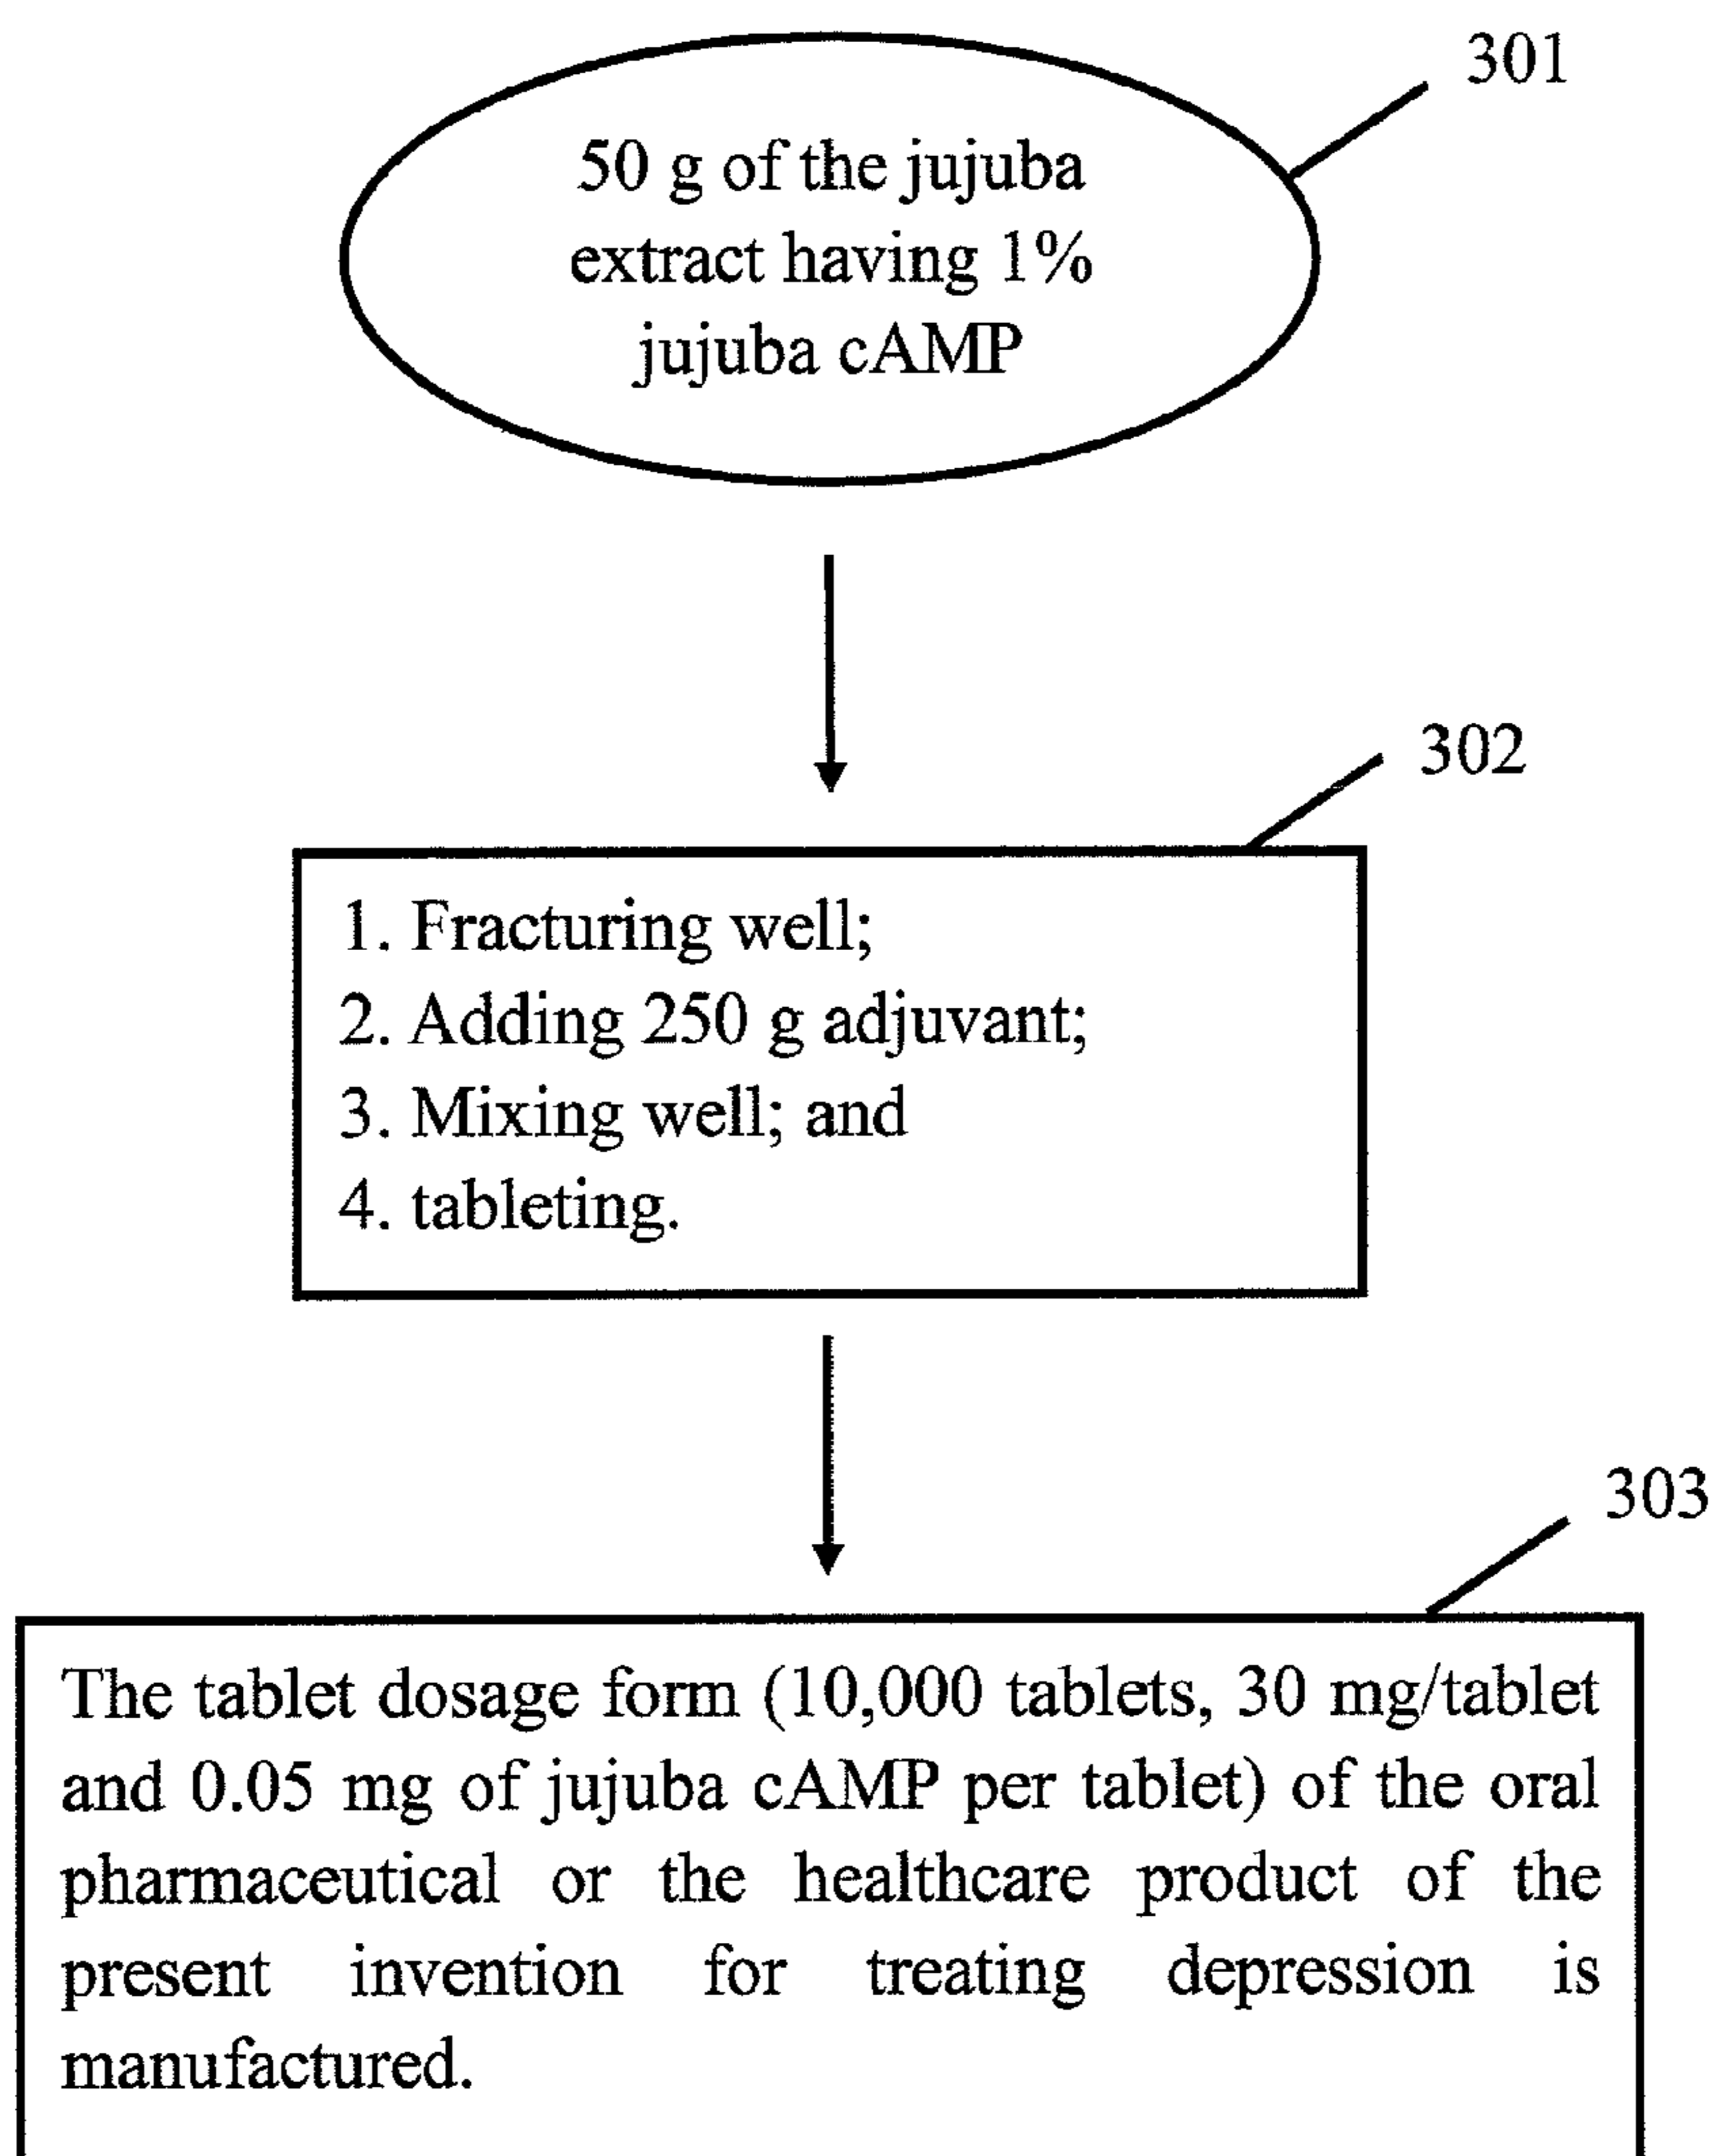 301
50 g of the jujuba
extract having 1%
jujuba cAMP
302
1. Fracturing well;
2. Adding 250 g adjuvant;
3. Mixing well; and
4. tableting.
303
The tablet dosage form (10,000 tablets, 30 mg/tablet
and 0.05 mg of jujuba cAMP per tablet) of the oral
pharmaceutical or the healthcare product of the
present invention for treating depression is
manufactured.